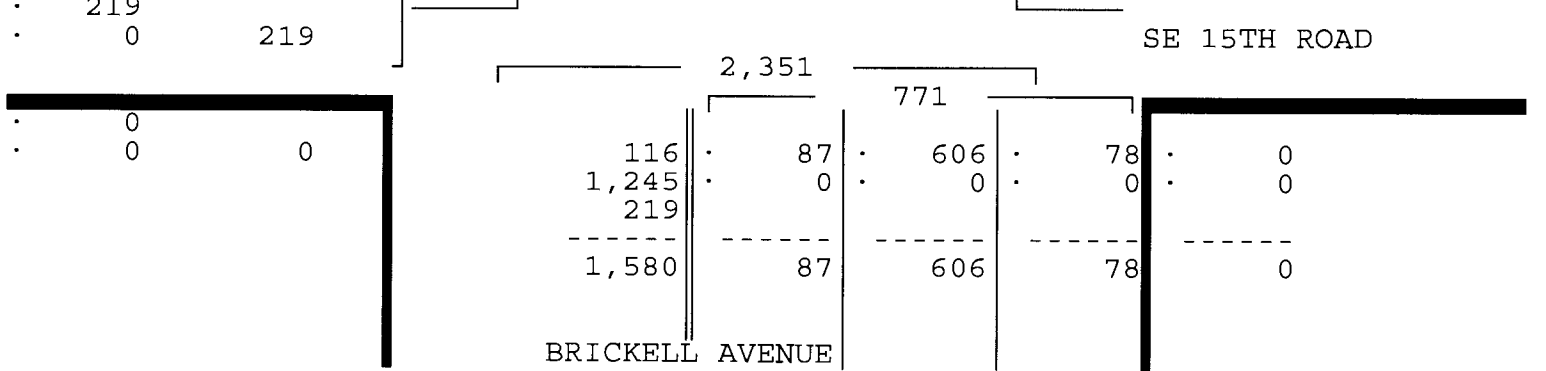 · 219
· 0 219
SE 15TH ROAD
2,351
771
· 0
· 0 0
116 · 87 · 606 · 78 · 0
1,245 · 0 · 0 · 0 · 0
219
------ ------ ------ ------ ------
1,580 87 606 78 0
BRICKELL AVENUE